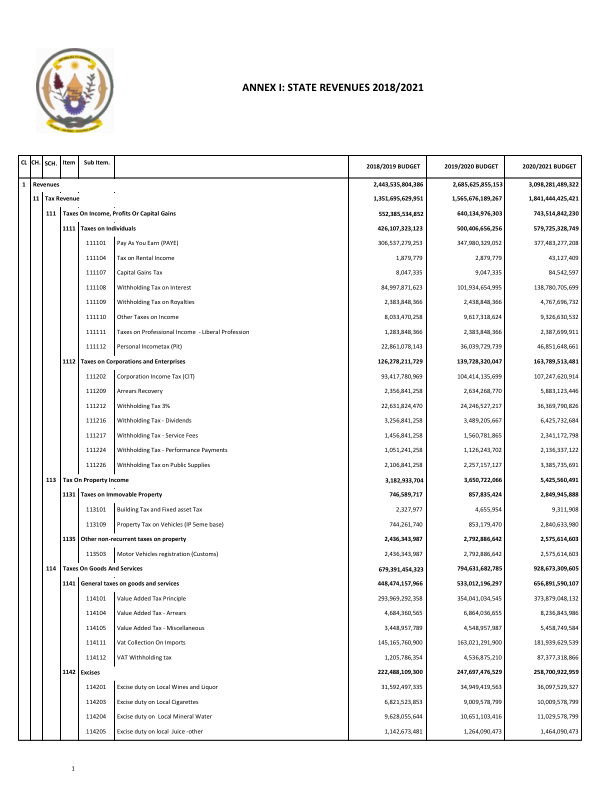 ANNEX I: STATE REVENUES 2018/2021
CL CH. SCH. Item Sub Item. 2018/2019 BUDGET 2019/2020 BUDGET 2020/2021 BUDGET
1 Revenues 2,443,535,804,386 2,685,625,855,153 3,098,281,489,322
11 Tax Revenue 1,351,695,629,951 1,565,676,189,267 1,841,444,425,421
111 Taxes On Income, Profits Or Capital Gains 552,385,534,852 640,134,976,303 743,514,842,230
1111 Taxes on Individuals 426,107,323,123 500,406,656,256 579,725,328,749
111101 Pay As You Earn (PAYE) 306,537,279,253 347,980,329,052 377,483,277,208
111104 Tax on Rental Income 1,879,779 2,879,779 43,127,409
111107 Capital Gains Tax 8,047,335 9,047,335 84,542,597
111108 Withholding Tax on Interest 84,997,871,623 101,934,654,995 138,780,705,699
111109 Withholding Tax on Royalties 2,383,848,366 2,438,848,366 4,767,696,732
111110 Other Taxes on Income 8,033,470,258 9,617,318,624 9,326,630,532
111111 Taxes on Professional Income - Liberal Profession 1,283,848,366 2,383,848,366 2,387,699,911
111112 Personal Incometax (Pit) 22,861,078,143 36,039,729,739 46,851,648,661
1112 Taxes on Corporations and Enterprises 126,278,211,729 139,728,320,047 163,789,513,481
111202 Corporation Income Tax (CIT) 93,417,780,969 104,414,135,699 107,247,620,914
111209 Arrears Recovery 2,356,841,258 2,634,268,770 5,883,123,446
111212 Withholding Tax 3% 22,631,824,470 24,246,527,217 36,369,790,826
111216 Withholding Tax - Dividends 3,256,841,258 3,489,205,667 6,425,732,684
111217 Withholding Tax - Service Fees 1,456,841,258 1,560,781,865 2,341,172,798
111224 Withholding Tax - Performance Payments 1,051,241,258 1,126,243,702 2,136,337,122
111226 Withholding Tax on Public Supplies 2,106,841,258 2,257,157,127 3,385,735,691
113 Tax On Property Income 3,182,933,704 3,650,722,066 5,425,560,491
1131 Taxes on Immovable Property 746,589,717 857,835,424 2,849,945,888
113101 Building Tax and Fixed asset Tax 2,327,977 4,655,954 9,311,908
113109 Property Tax on Vehicles (IP Seme base) 744,261,740 853,179,470 2,840,633,980
1135 Other non-recurrent taxes on property 2,436,343,987 2,792,886,642 2,575,614,603
113503 Motor Vehicles registration (Customs) 2,436,343,987 2,792,886,642 2,575,614,603
114 Taxes On Goods And Services 679,391,454,323 794,631,682,785 928,673,309,605
1141 General taxes on goods and services 448,474,157,966 533,012,196,297 656,891,590,107
114101 Value Added Tax Principle 293,969,292,358 354,041,034,545 373,879,048,132
114104 Value Added Tax - Arrears 4,684,360,565 6,864,036,655 8,236,843,986
114105 Value Added Tax - Miscellaneous 3,448,957,789 4,548,957,987 5,458,749,584
114111 Vat Collection On Imports 145,165,760,900 163,021,291,900 181,939,629,539
114112 VAT Withholding tax 1,205,786,354 4,536,875,210 87,377,318,866
1142 Excises 222,488,109,300 247,697,476,529 258,700,922,959
114201 Excise duty on Local Wines and Liquor 31,592,497,335 34,949,419,563 36,097,529,327
114203 Excise duty on Local Cigarettes 6,821,523,853 9,009,578,799 10,009,578,799
114204 Excise duty on Local Mineral Water 9,628,055,644 10,651,103,416 11,029,578,799
114205 Excise duty on local Juice -other 1,142,673,481 1,264,090,473 1,464,090,473
1